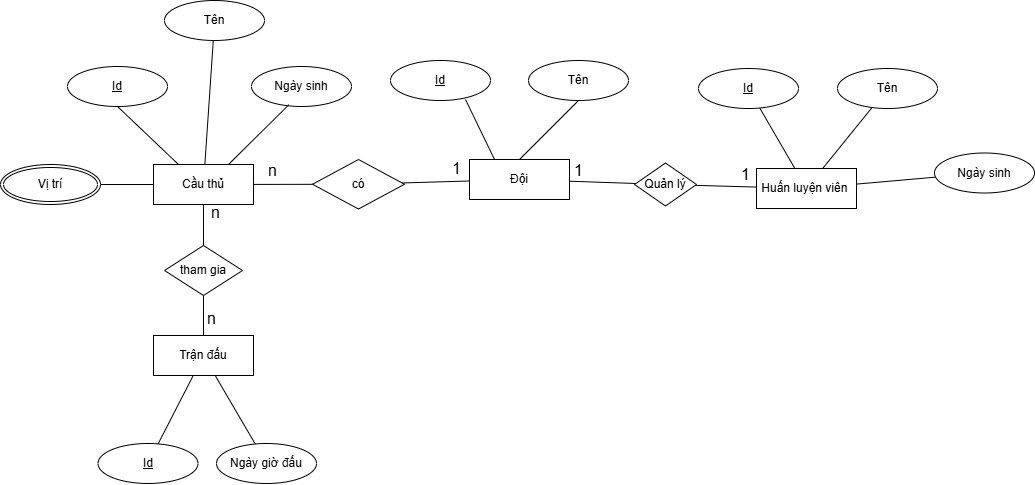 Tên
Id
Ngày sinh
Id
Tên
Id
Tên
Vị trí
Cầu thủ
n
có
1
Đội
1
Quản lý
1
Huấn luyện viên
Ngày sinh
n
tham gia
n
Trận đấu
Id
Ngày giờ đấu